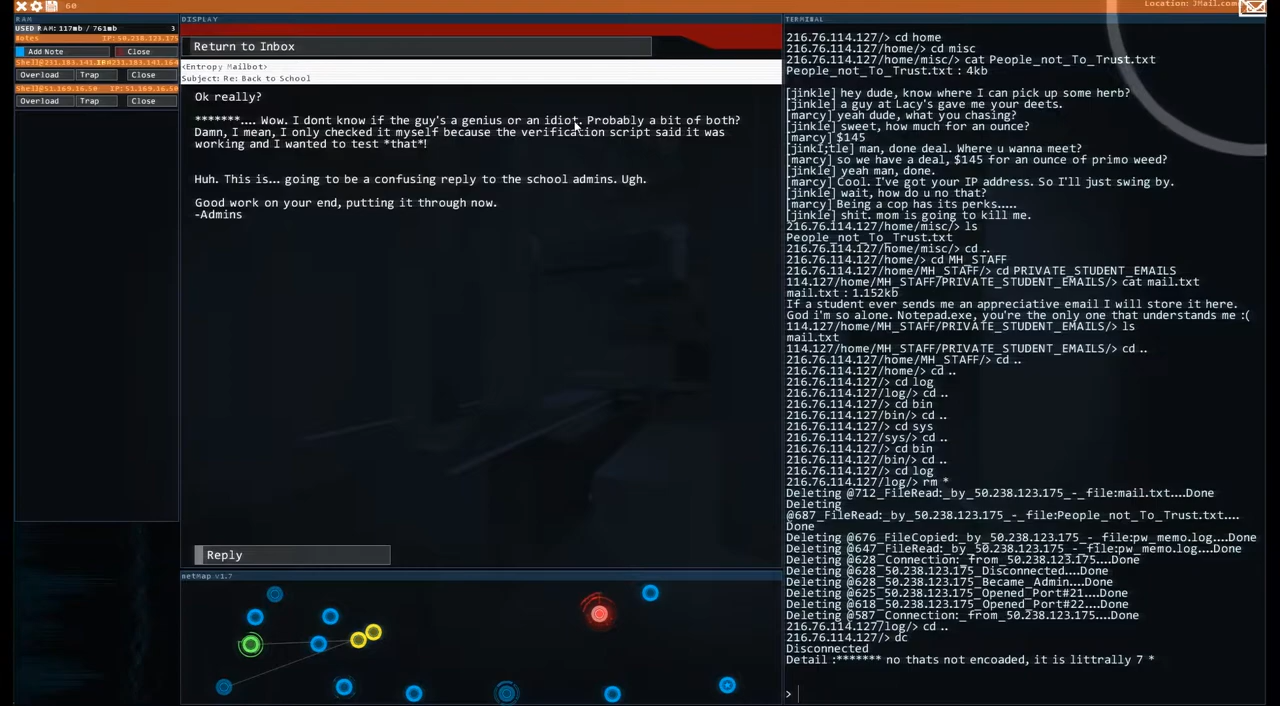 60
Location: JMail.com
RAM
USED RAM: 117mb / 761mb 3
Notes IP: 50.238.123.175
Add Note Close
Overload Trap Close
Shell@51.169.16.50 IP: 51.169.16.50
Overload Trap Close
DISPLAY
Return to Inbox
<Entropy Mailbot>
Subject: Re: Back to School
Ok really?
*******.... Wow. I dont know if the guy's a genius or an idiot. Probably a bit of both?
Damn, I mean, I only checked it myself because the verification script said it was
working and I wanted to test *that*!
Huh. This is... going to be a confusing reply to the school admins. Ugh.
Good work on your end, putting it through now.
-Admins
Reply
netMap v1.7
TERMINAL
216.76.114.127/> cd home
216.76.114.127/home/> cd misc
216.76.114.127/home/misc/> cat People_not_To_Trust.txt
People_not_To_Trust.txt : 4kb
[jinkle] hey dude, know where I can pick up some herb?
[jinkle] a guy at Lacy's gave me your deets.
[marcy] yeah dude, what you chasing?
[jinkle] sweet, how much for an ounce?
[marcy] $145
[jinkI;tle] man, done deal. Where u wanna meet?
[marcy] so we have a deal, $145 for an ounce of primo weed?
[jinkle] yeah man, done.
[marcy] Cool. I've got your IP address. So I'll just swing by.
[jinkle] wait, how do u no that?
[marcy] Being a cop has its perks.....
[jinkle] shit. mom is going to kill me.
216.76.114.127/home/misc/> ls
People_not_To_Trust.txt
216.76.114.127/home/misc/> cd ..
216.76.114.127/home/> cd MH_STAFF
216.76.114.127/home/MH_STAFF/> cd PRIVATE_STUDENT_EMAILS
114.127/home/MH_STAFF/PRIVATE_STUDENT_EMAILS/> cat mail.txt
mail.txt : 1.152kb
If a student ever sends me an appreciative email I will store it here.
God i'm so alone. Notepad.exe, you're the only one that understands me :(
114.127/home/MH_STAFF/PRIVATE_STUDENT_EMAILS/> ls
mail.txt
114.127/home/MH_STAFF/PRIVATE_STUDENT_EMAILS/> cd ..
216.76.114.127/home/MH_STAFF/> cd ..
216.76.114.127/home/> cd ..
216.76.114.127/> cd log
216.76.114.127/log/> cd ..
216.76.114.127/> cd bin
216.76.114.127/bin/> cd ..
216.76.114.127/> cd sys
216.76.114.127/sys/> cd ..
216.76.114.127/> cd bin
216.76.114.127/bin/> cd ..
216.76.114.127/> cd log
216.76.114.127/log/> rm *
Deleting @712_FileRead:_by_50.238.123.175_-_file:mail.txt...Done
Deleting
@687_FileRead:_by_50.238.123.175_-_file:People_not_To_Trust.txt....
Done
Deleting @676_FileCopied:_by_50.238.123.175_-_file:pw_memo.log...Done
Deleting @647_FileRead:_by_50.238.123.175_-_file:pw_memo.log...Done
Deleting @628_Connection:_from_50.238.123.175....Done
Deleting @628_50.238.123.175_Disconnected....Done
Deleting @628_50.238.123.175_Became_Admin....Done
Deleting @625_50.238.123.175_Opened_Port#21....Done
Deleting @618_50.238.123.175_Opened_Port#22....Done
Deleting @587_Connection:_from_50.238.123.175....Done
216.76.114.127/log/> cd ..
216.76.114.127/> dc
Disconnected
Detail :******* no thats not encoaded, it is littrally 7 *
>